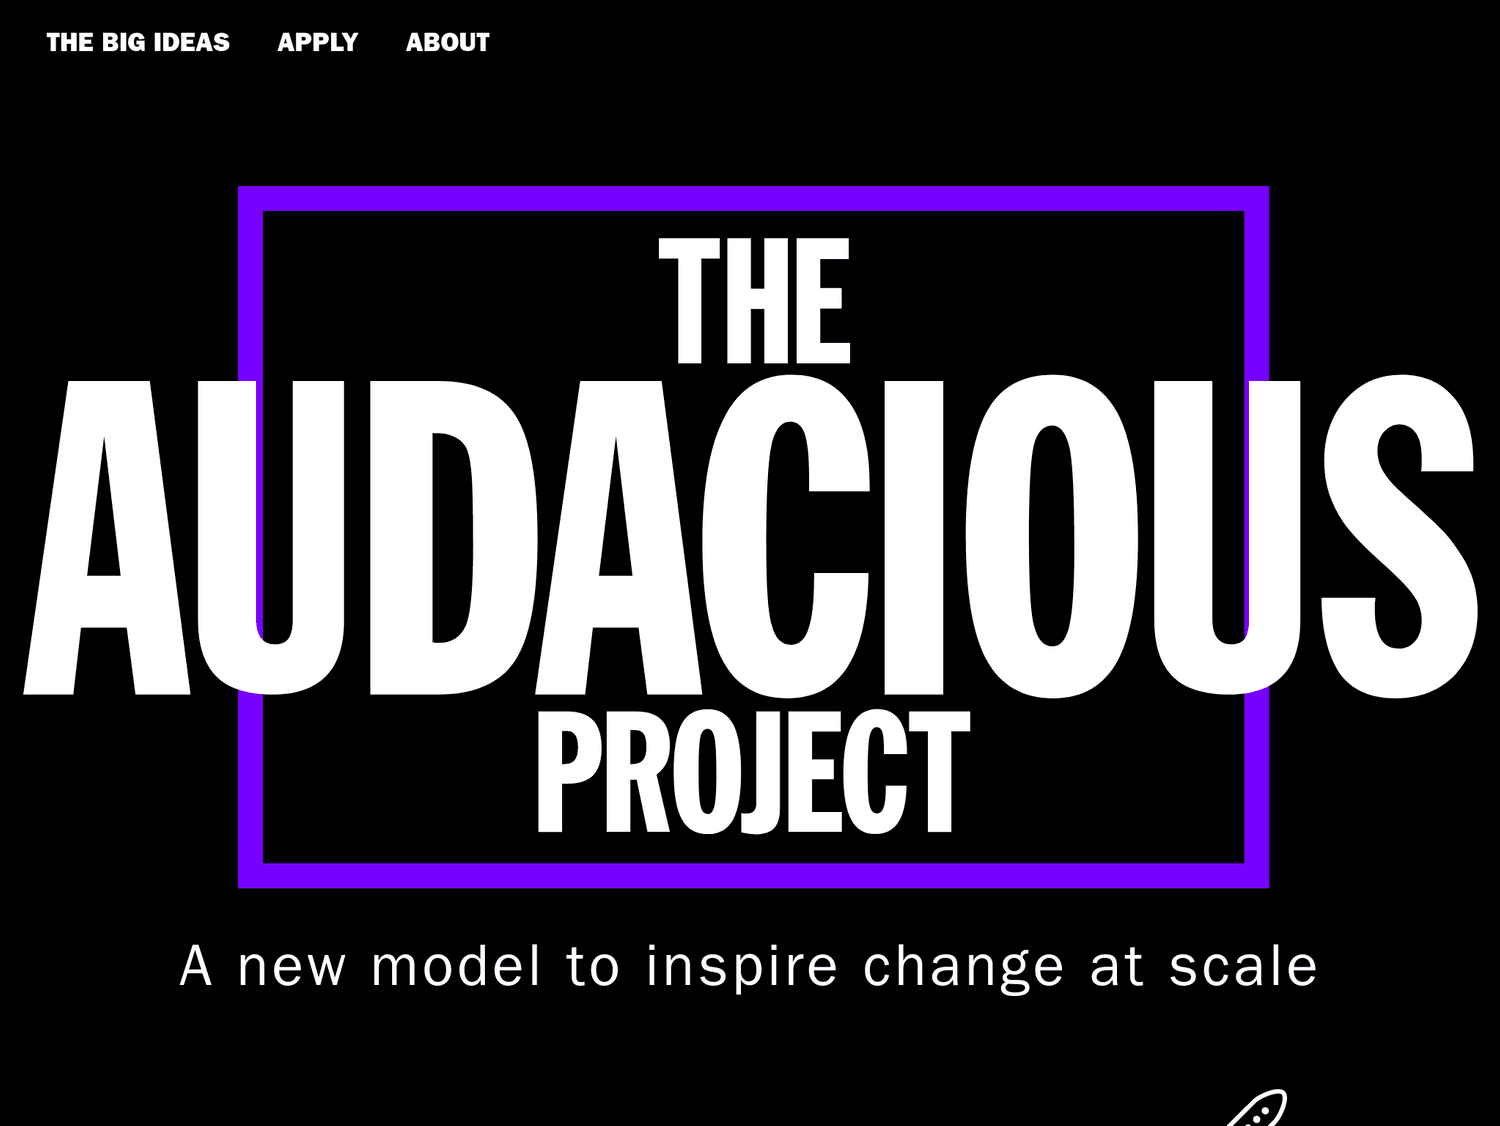 THE BIG IDEAS APPLY ABOUT
THE
AUDACIOUS
PROJECT
A new model to inspire change at scale